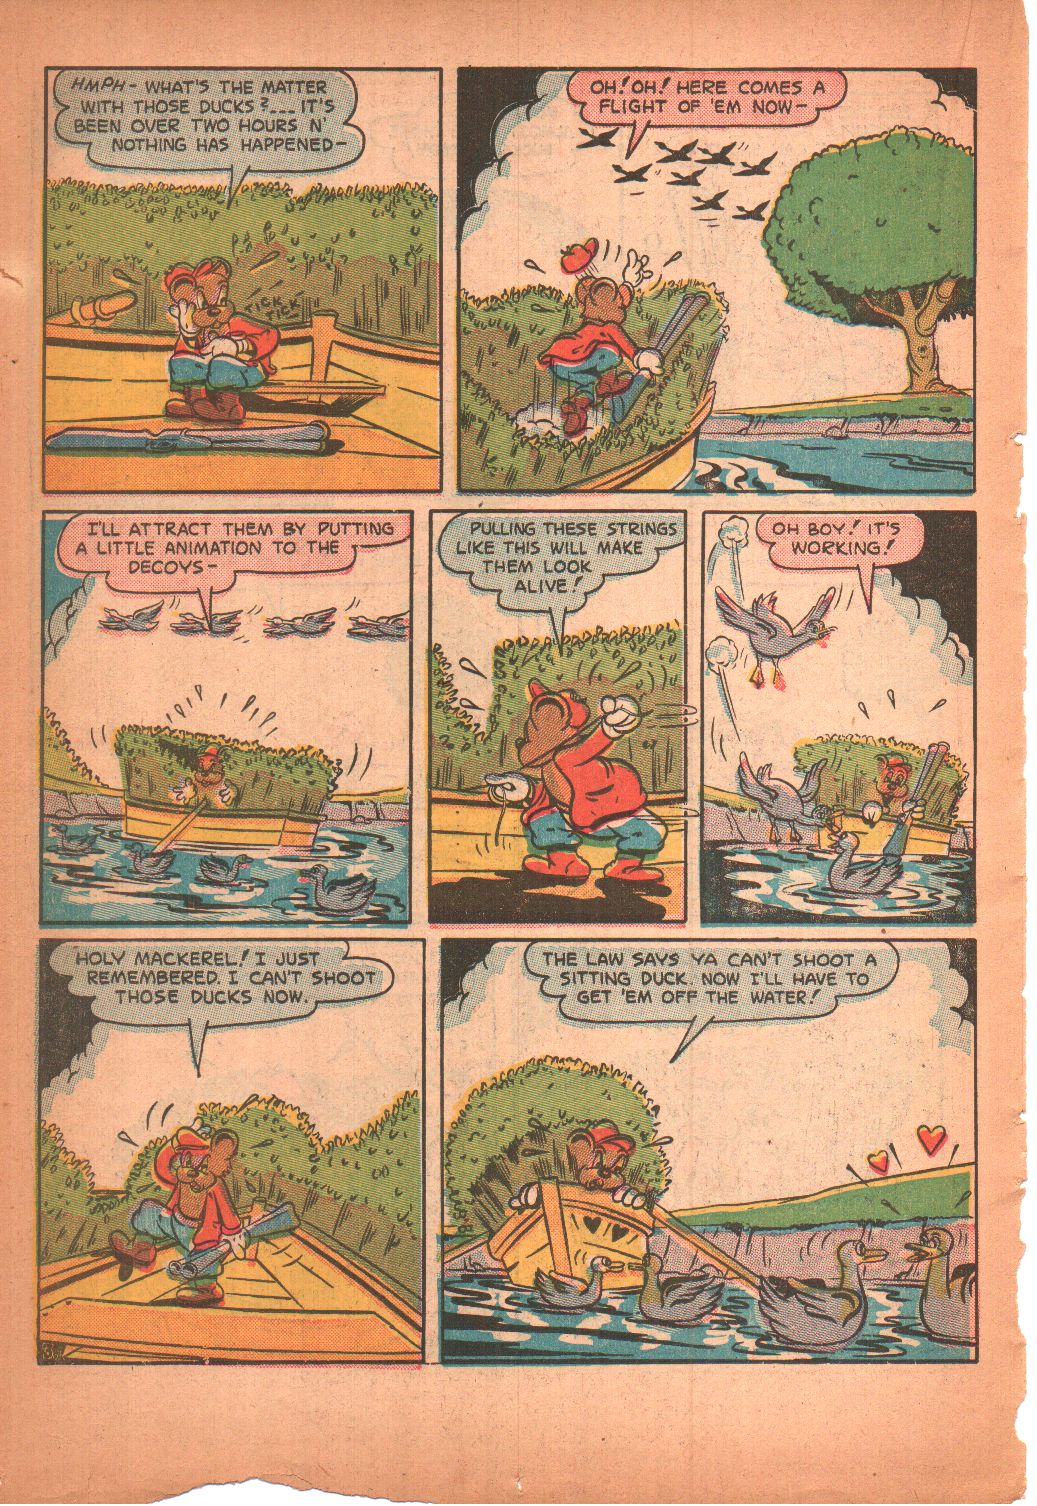 HMPH - WHAT'S THE MATTER
WITH THOSE DUCKS?... IT'S
BEEN OVER TWO HOURS N'
NOTHING HAS HAPPENED-
TICK TICK
TICK
OH! OH! HERE COMES A
FLIGHT OF 'EM NOW-
I'LL ATTRACT THEM BY PUTTING
A LITTLE ANIMATION TO THE
DECOYS-
PULLING THESE STRINGS
LIKE THIS WILL MAKE
THEM LOOK
ALIVE!
OH BOY! IT'S
WORKING!
HOLY MACKEREL! I JUST
REMEMBERED. I CAN'T SHOOT
THOSE DUCKS NOW.
THE LAW SAYS YA CAN'T SHOOT A
SITTING DUCK. NOW I'LL HAVE TO
GET 'EM OFF THE WATER!